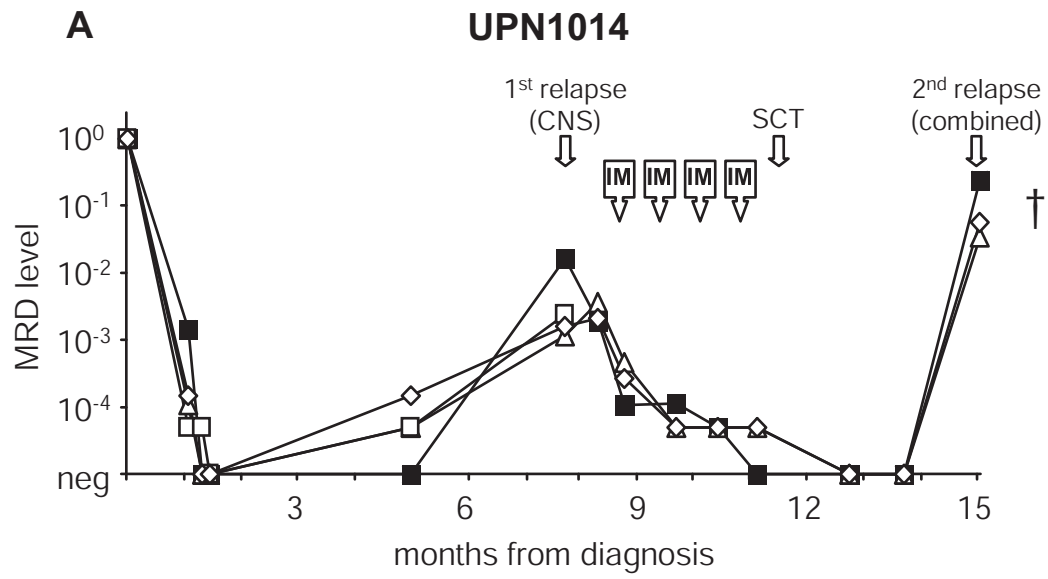 A
UPN1014
1st relapse
(CNS)
SCT
2nd relapse
(combined)
IM IM IM IM
†
MRD level
10^0
10^-1
10^-2
10^-3
10^-4
neg
3 6 9 12 15
months from diagnosis